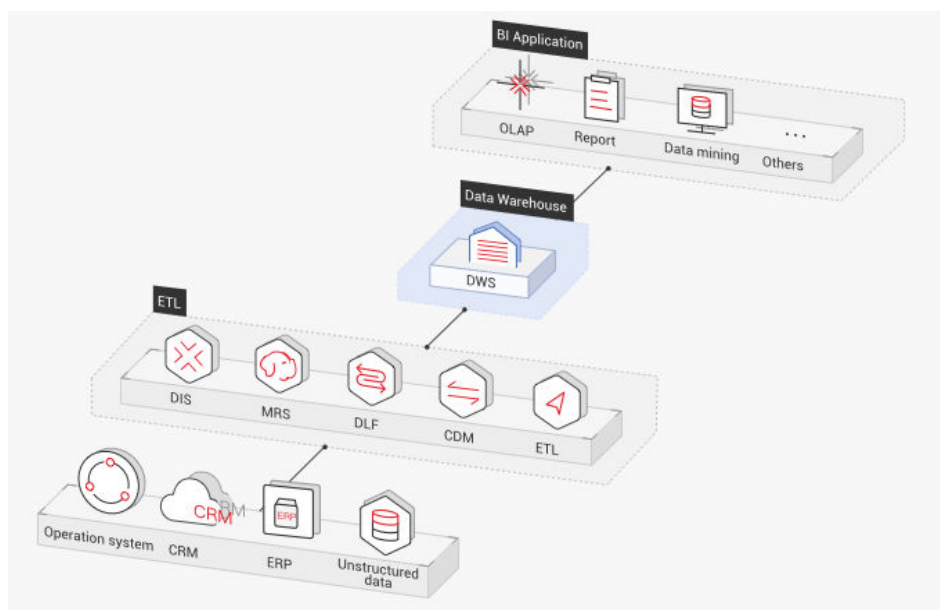 BI Application
OLAP
Report
Data mining
...
Others
Data Warehouse
DWS
ETL
DIS
MRS
DLF
CDM
ETL
CRM
RM
ERP
Operation system
CRM
ERP
Unstructured
data